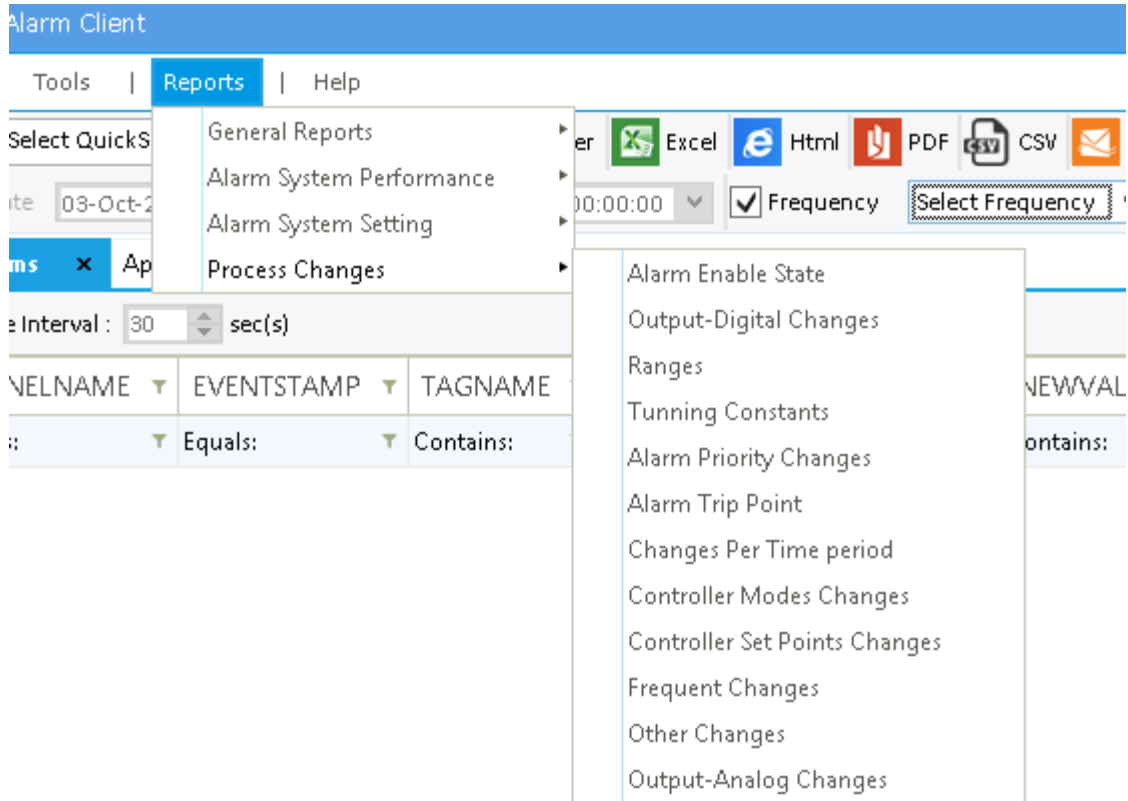 Alarm Client
Tools | Reports | Help
Select QuickS
General Reports
er Excel Html PDF CSV
Alarm System Performance
te 03-Oct-2
00:00:00 Frequency Select Frequency
Alarm System Setting
ms × Ap
Process Changes
Alarm Enable State
e Interval : 30 sec(s)
Output-Digital Changes
Ranges
NELNAME EVENTSTAMP TAGNAME
NEWVAL
Tunning Constants
s: Equals: Contains:
ontains:
Alarm Priority Changes
Alarm Trip Point
Changes Per Time period
Controller Modes Changes
Controller Set Points Changes
Frequent Changes
Other Changes
Output-Analog Changes